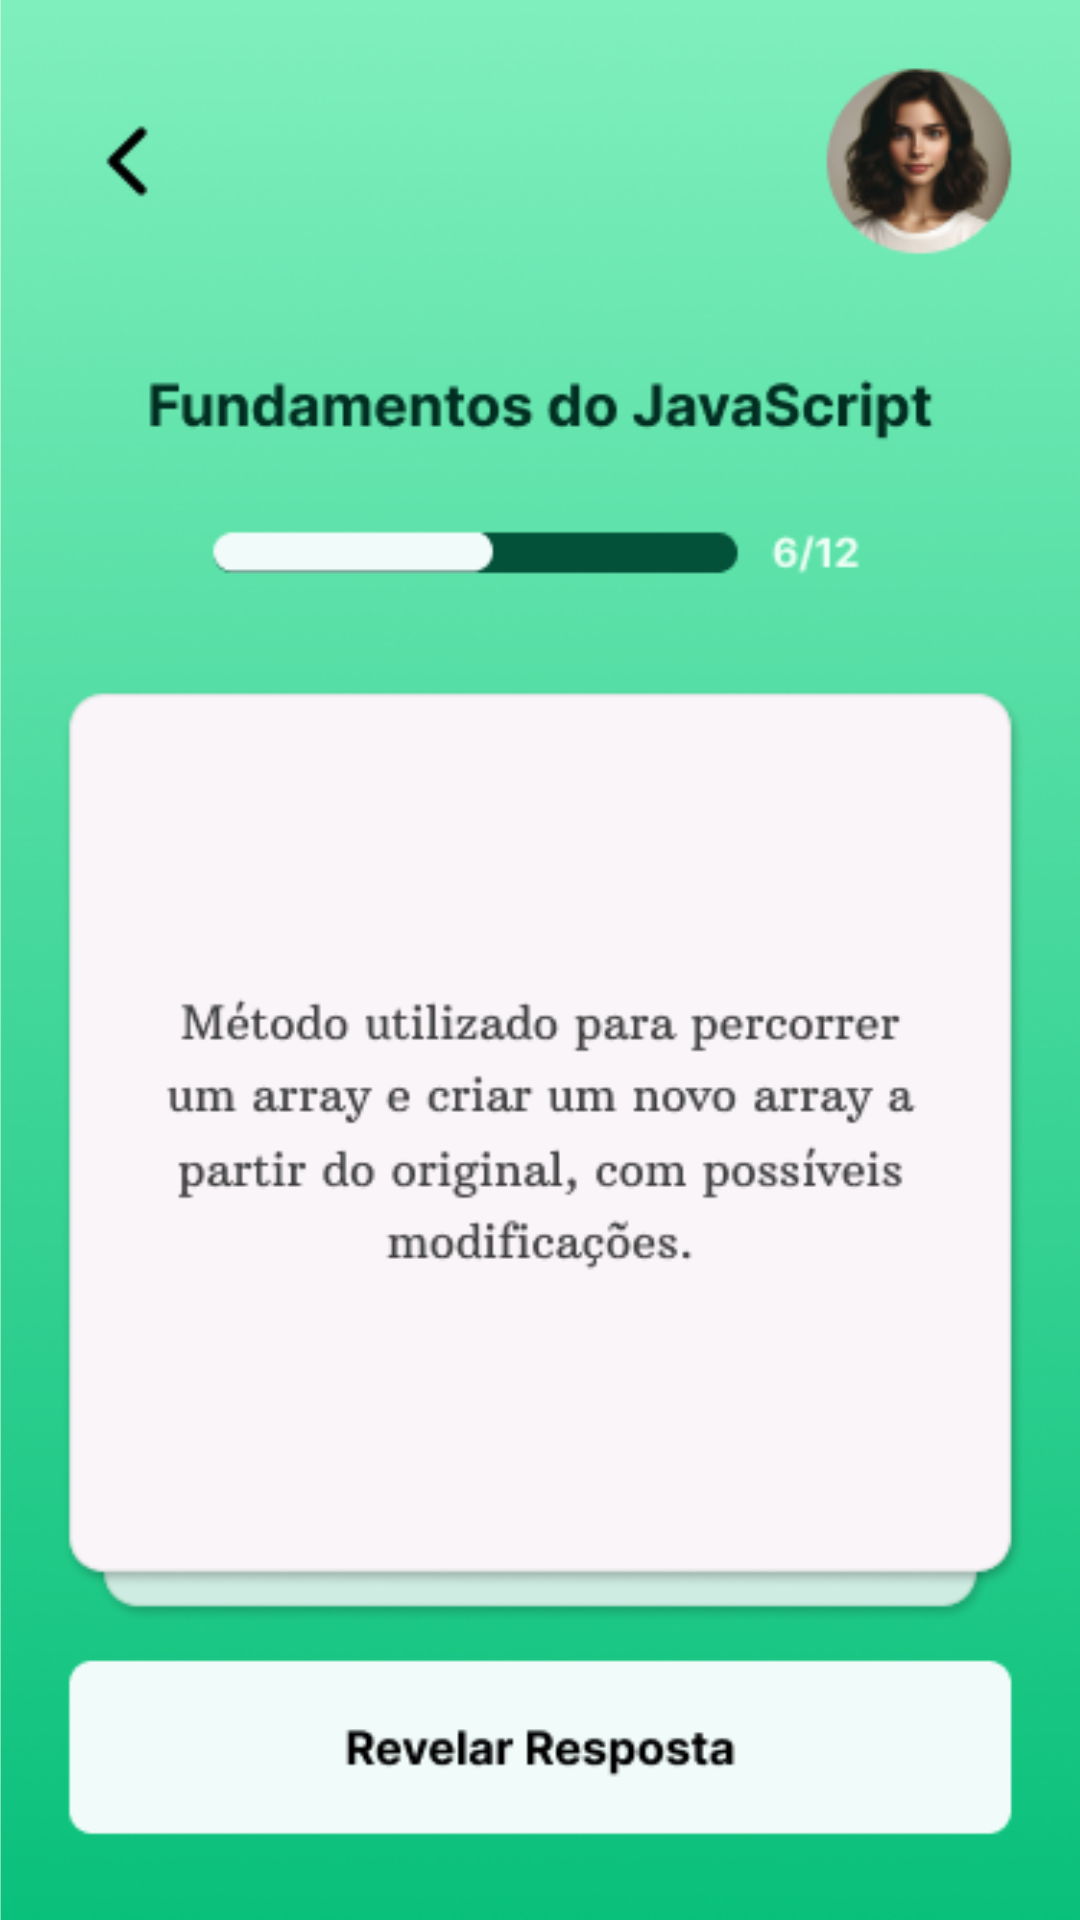 Fundamentos do JavaScript
6/12
Método utilizado para percorrer
um array e criar um novo array a
partir do original, com possíveis
modificações.
Revelar Resposta